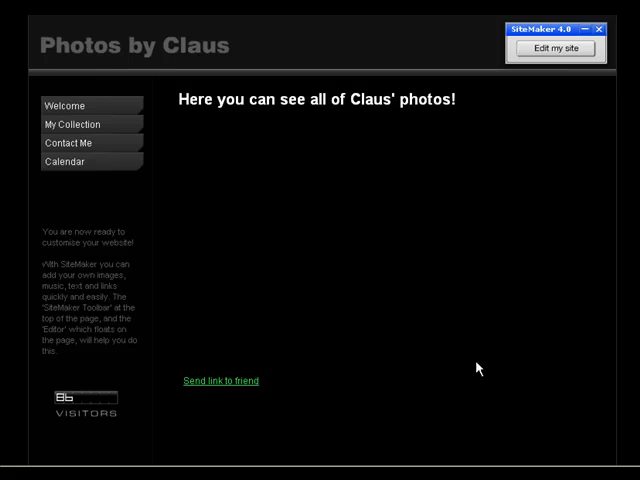 Photos by Claus
SiteMaker 4.0
Edit my site
Here you can see all of Claus' photos!
Welcome
My Collection
Contact Me
Calendar
You are now ready to
customise your website!
With SiteMaker you can
add your own images,
music, text and links
quickly and easily. The
'SiteMaker Toolbar' at the
top of the page, and the
'Editor' which floats on
the page, will help you do
this.
Send link to friend
86
VISITORS